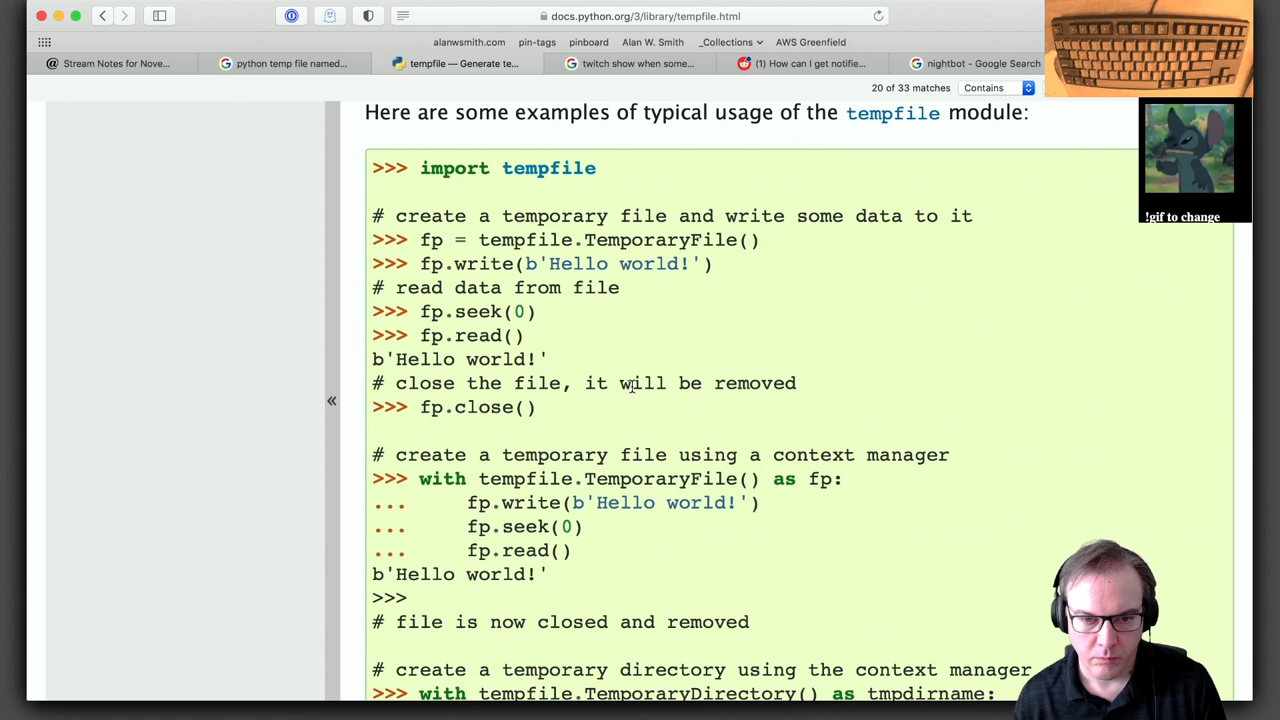 docs.python.org/3/library/tempfile.html
alanwsmith.com pin-tags pinboard Alan W. Smith _Collections AWS Greenfield
Stream Notes for Nove... python temp file named... tempfile — Generate te... twitch show when some... (1) How can I get notifie... nightbot - Google Search
20 of 33 matches Contains
Here are some examples of typical usage of the tempfile module:
>>> import tempfile
# create a temporary file and write some data to it
>>> fp = tempfile.TemporaryFile()
>>> fp.write(b'Hello world!')
# read data from file
>>> fp.seek(0)
>>> fp.read()
b'Hello world!'
# close the file, it will be removed
>>> fp.close()
# create a temporary file using a context manager
>>> with tempfile.TemporaryFile() as fp:
... fp.write(b'Hello world!')
... fp.seek(0)
... fp.read()
b'Hello world!'
>>>
# file is now closed and removed
# create a temporary directory using the context manager
>>> with tempfile.TemporaryDirectory() as tmpdirname:
!gif to change